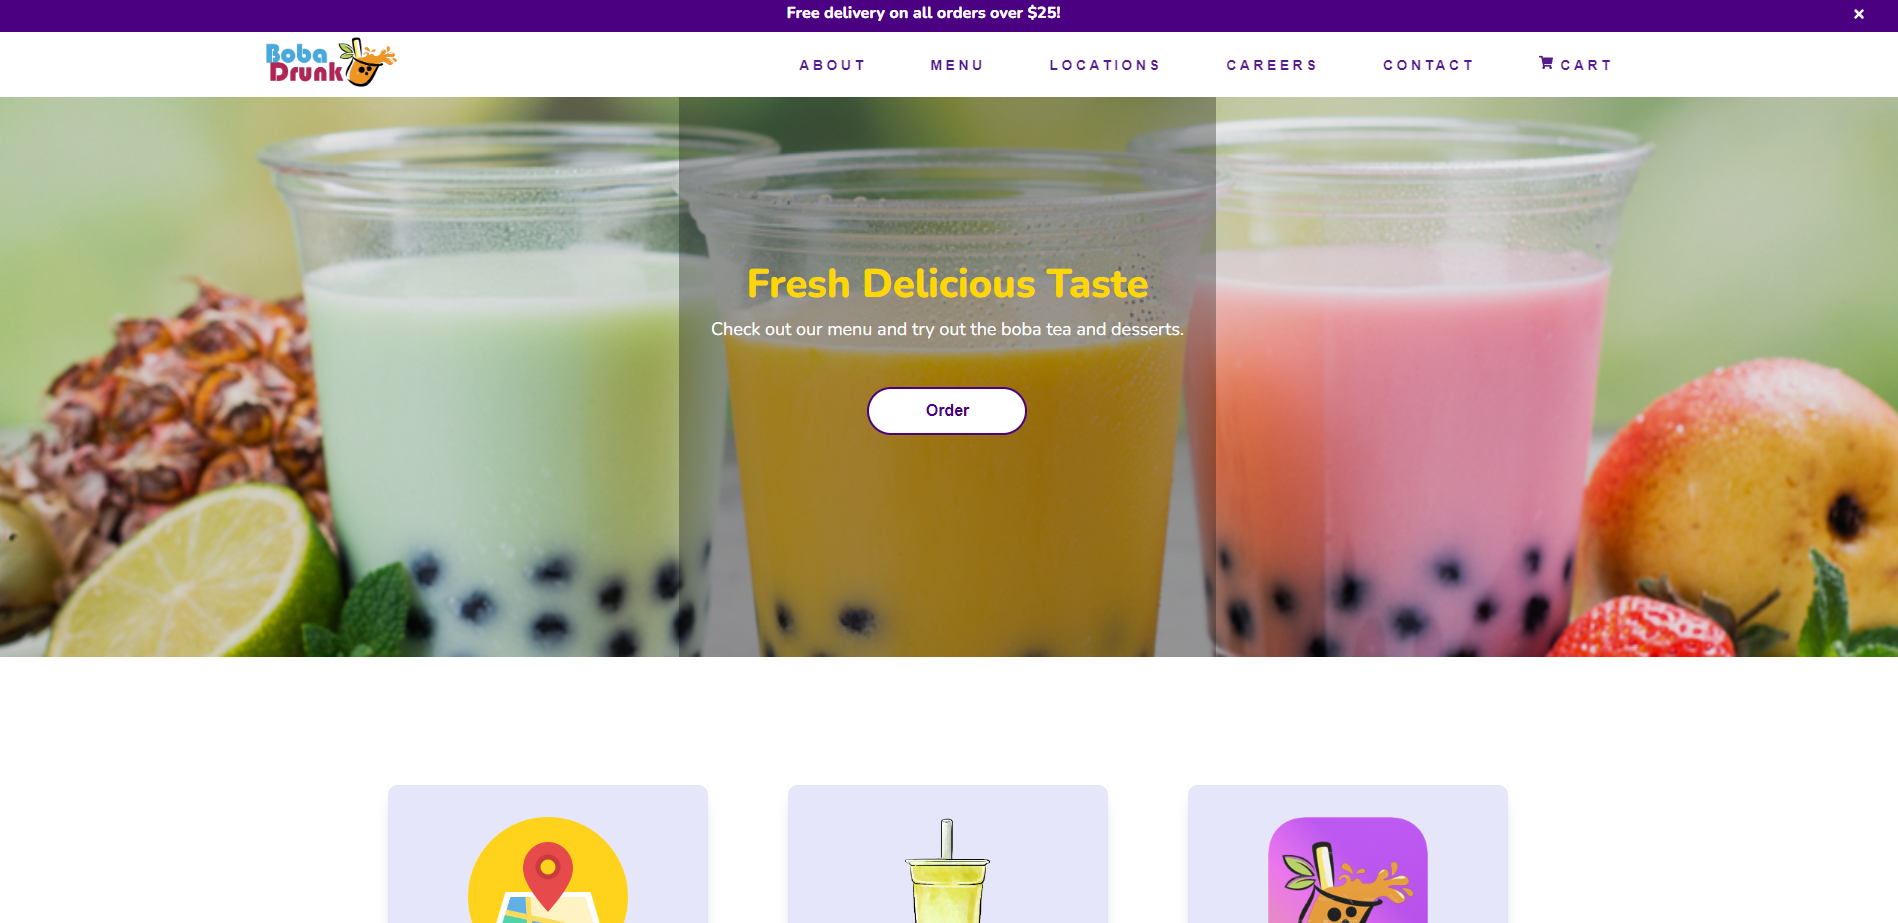 Free delivery on all orders over $25!
×
Boba
Drunk
ABOUT MENU LOCATIONS CAREERS CONTACT CART
Fresh Delicious Taste
Check out our menu and try out the boba tea and desserts.
Order